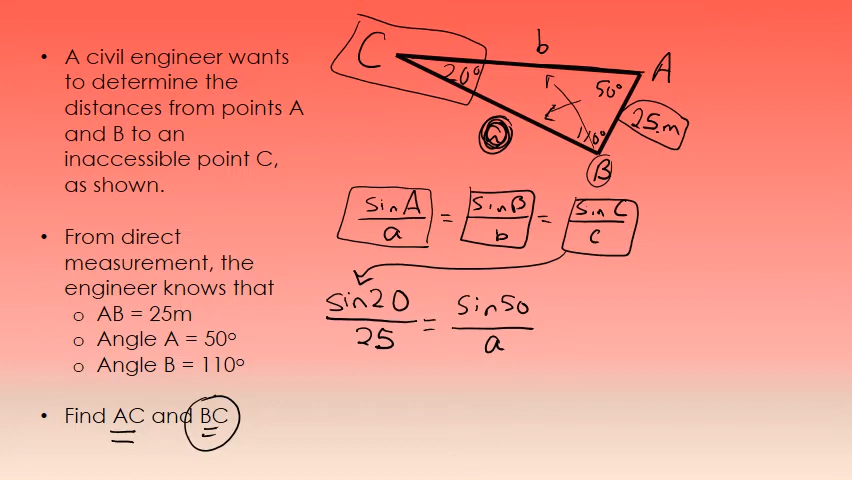 • A civil engineer wants
to determine the
distances from points A
and B to an
inaccessible point C,
as shown.
• From direct
measurement, the
engineer knows that
o AB = 25m
o Angle A = 50°
o Angle B = 110°
• Find AC and BC
C
b
A
20°
50°
25m
110°
a
B
sin A / a = sin B / b = sin C / c
sin 20 / 25 = sin 50 / a